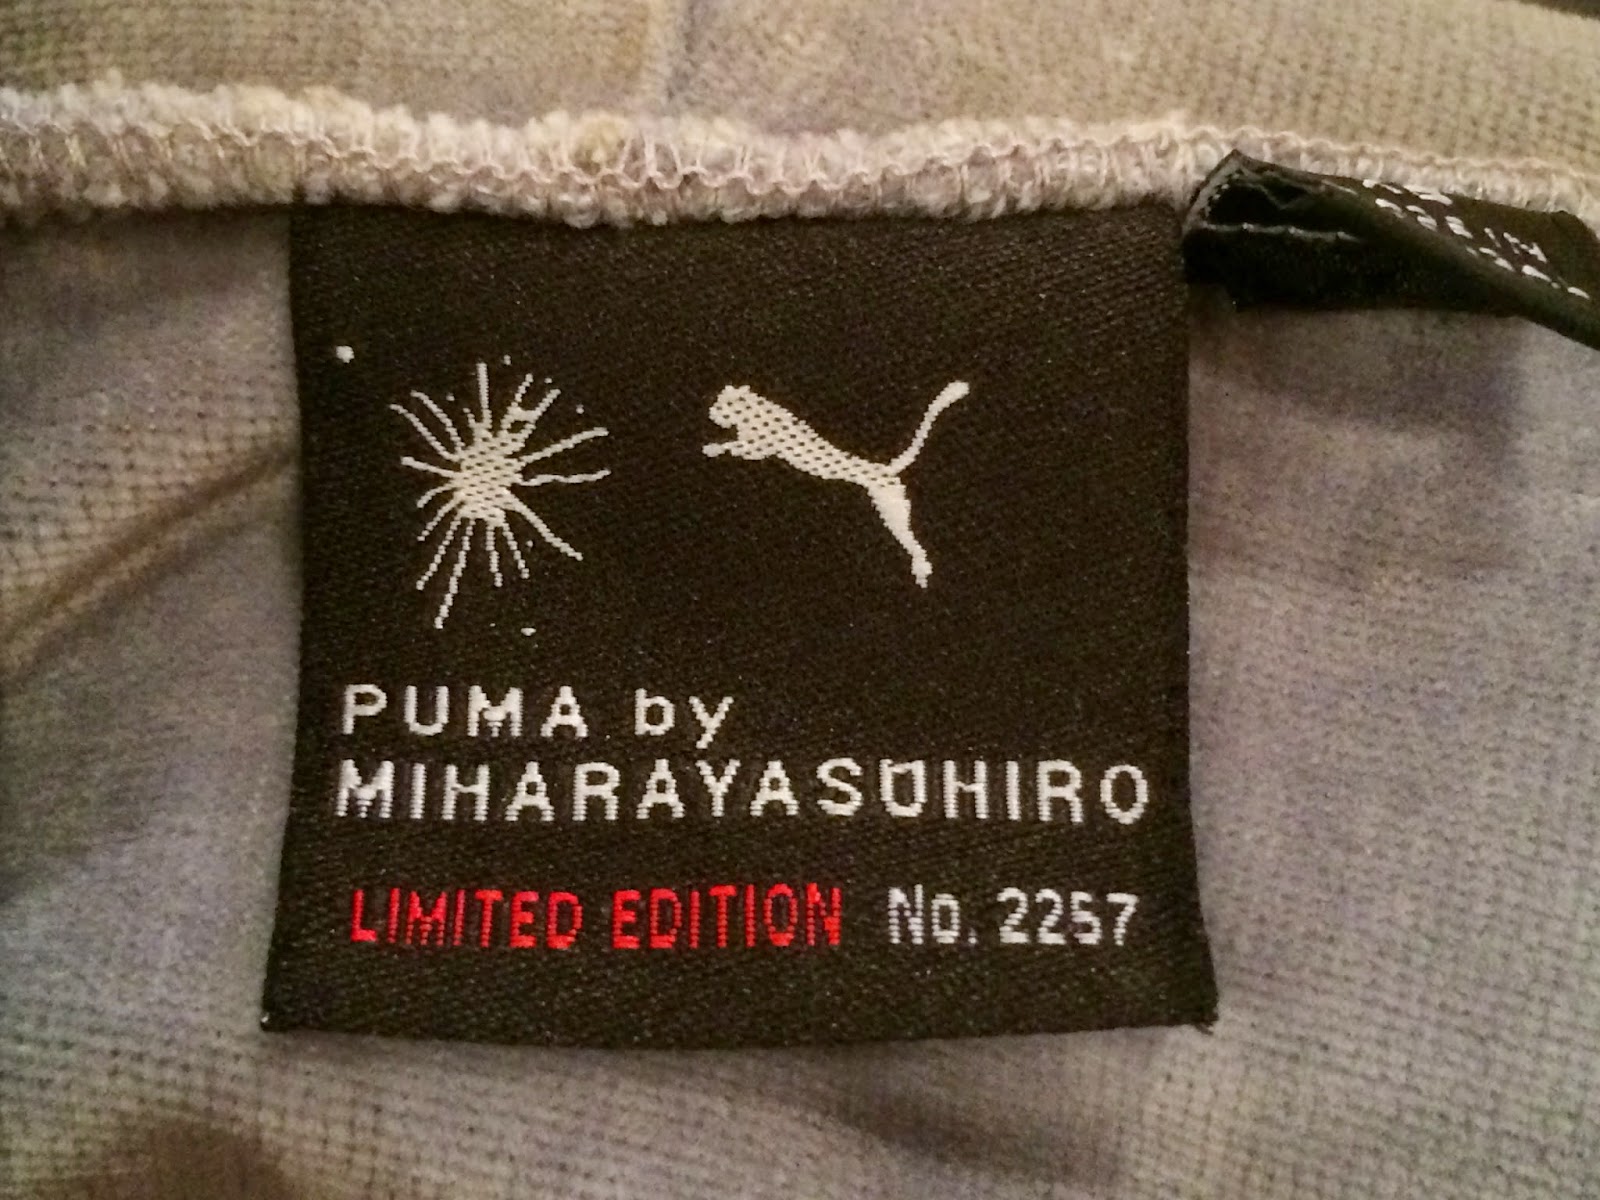 PUMA by
MIHARAYASUHIRO
LIMITED EDITION No. 2257